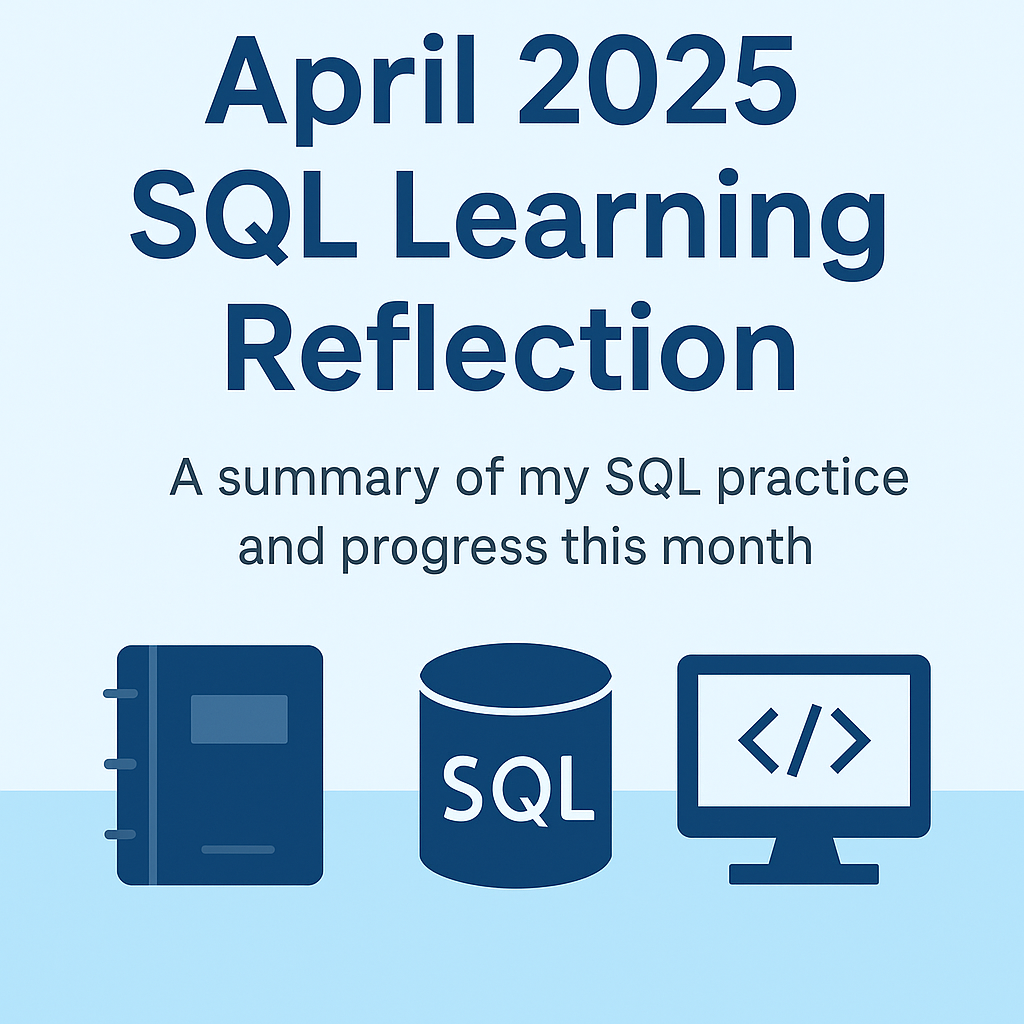 April 2025
SQL Learning
Reflection
A summary of my SQL practice
and progress this month
SQL
</>